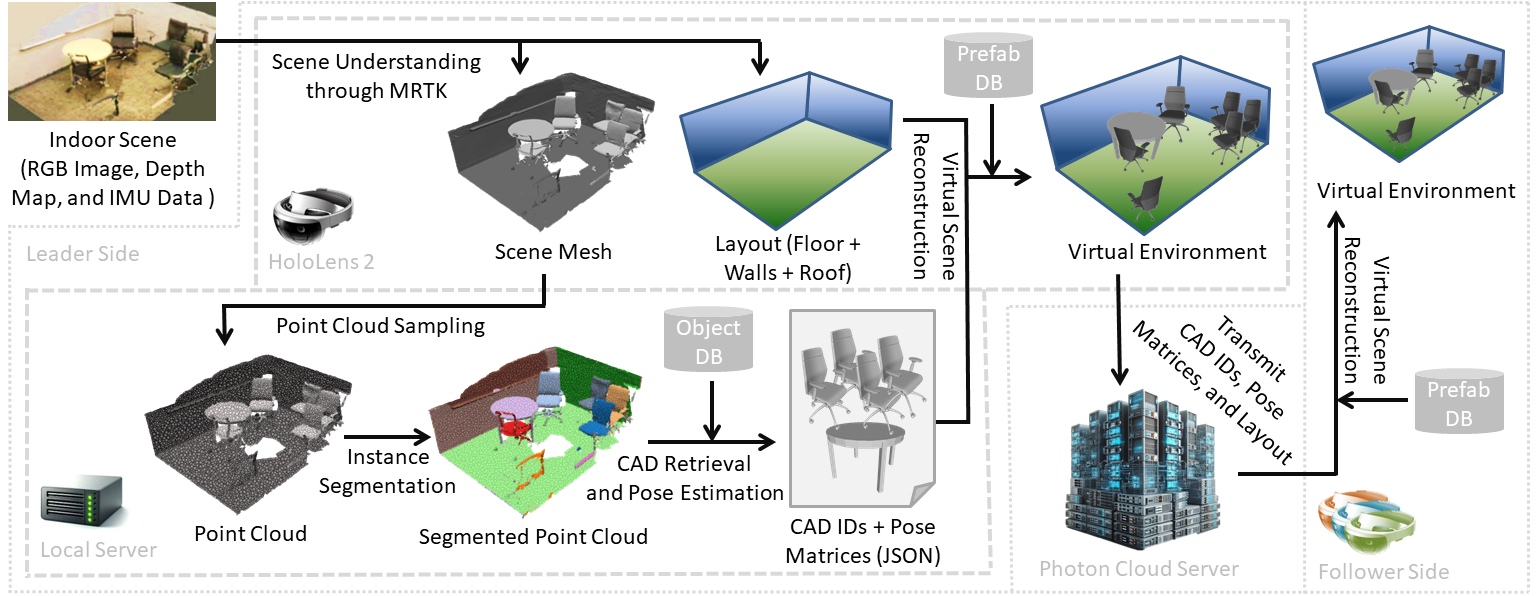 Indoor Scene
(RGB Image, Depth
Map, and IMU Data )
Leader Side
Scene Understanding
through MRTK
HoloLens 2
Scene Mesh
Layout (Floor +
Walls + Roof)
Virtual Scene
Reconstruction
Prefab
DB
Virtual Environment
Point Cloud Sampling
Point Cloud
Local Server
Instance
Segmentation
Segmented Point Cloud
Object
DB
CAD Retrieval
and Pose Estimation
CAD IDs + Pose
Matrices (JSON)
Transmit
CAD IDs, Pose
Matrices, and Layout
Photon Cloud Server
Virtual Environment
Virtual Scene
Reconstruction
Prefab
DB
Follower Side